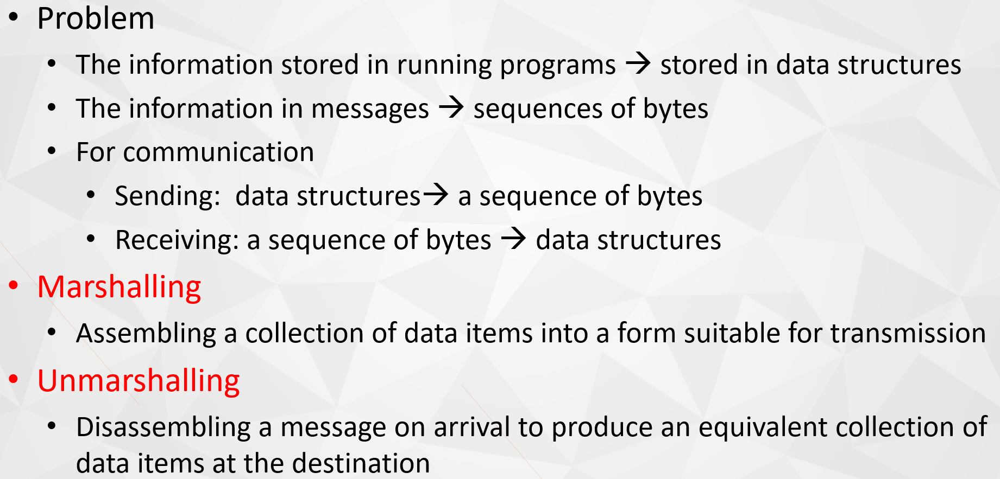 • Problem
• The information stored in running programs → stored in data structures
• The information in messages → sequences of bytes
• For communication
• Sending:  data structures→ a sequence of bytes
• Receiving: a sequence of bytes → data structures
• Marshalling
• Assembling a collection of data items into a form suitable for transmission
• Unmarshalling
• Disassembling a message on arrival to produce an equivalent collection of
data items at the destination